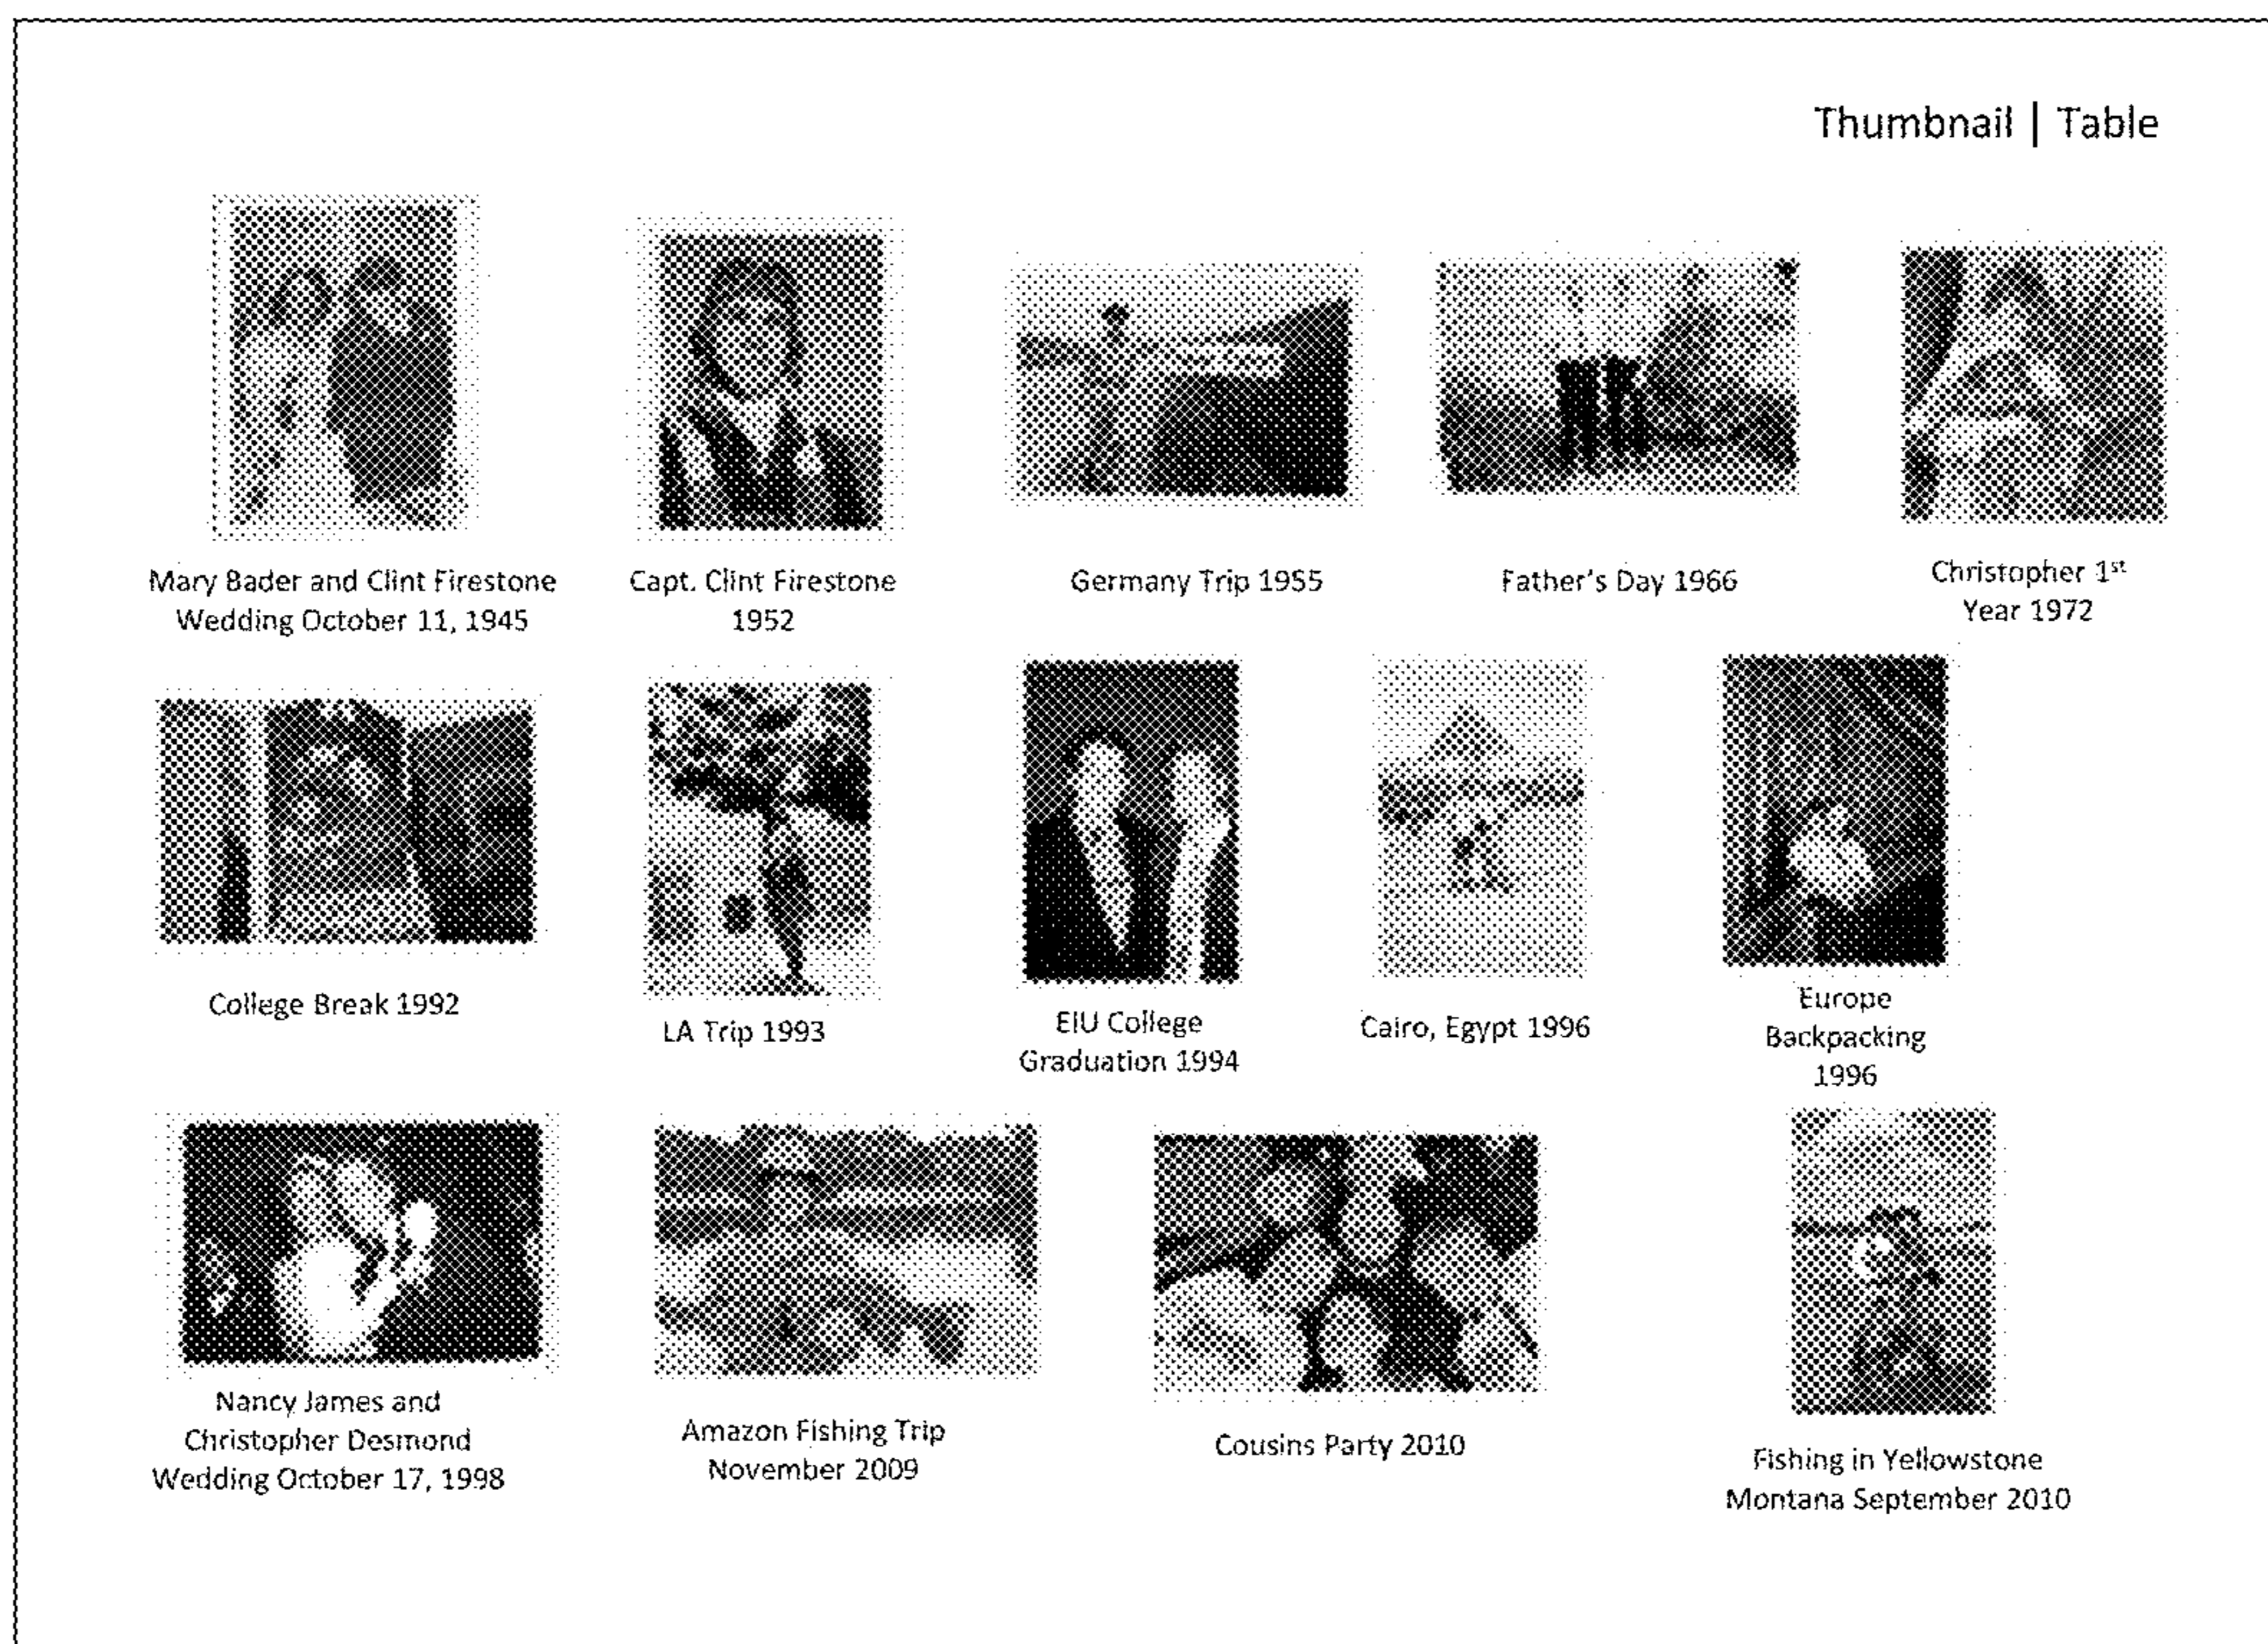 Thumbnail | Table
Mary Bader and Clint Firestone
Wedding October 11, 1945
Capt. Clint Firestone
1952
Germany Trip 1955
Father's Day 1966
Christopher 1st
Year 1972
College Break 1992
LA Trip 1993
EIU College
Graduation 1994
Cairo, Egypt 1996
Europe
Backpacking
1996
Nancy James and
Christopher Desmond
Wedding October 17, 1998
Amazon Fishing Trip
November 2009
Cousins Party 2010
Fishing in Yellowstone
Montana September 2010